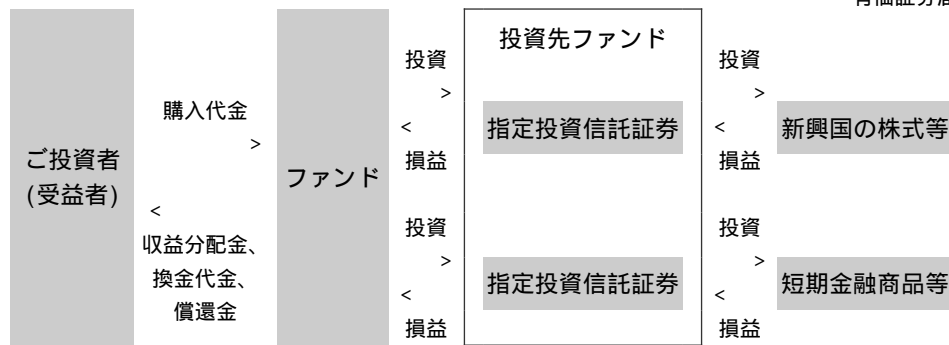 投資先ファンド
投資
>
<
損益
指定投資信託証券
投資
>
<
損益
新興国の株式等
購入代金
>
ご投資者
(受益者)
ファンド
<
収益分配金、
換金代金、
償還金
投資
>
<
損益
指定投資信託証券
投資
>
<
損益
短期金融商品等